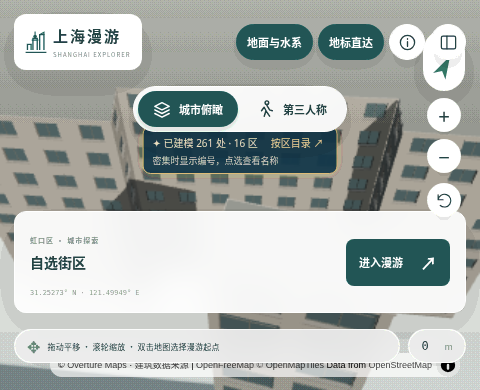 上海漫游
SHANGHAI EXPLORER
地面与水系
地标直达
城市俯瞰
第三人称
✦ 已建模 261 处 · 16 区 按区目录 ↗
密集时显示编号，点选查看名称
虹口区 · 城市探索
自选街区
31.25273° N · 121.49949° E
进入漫游 ↗
拖动平移 · 滚轮缩放 · 双击地图选择漫游起点
0 m
© Overture Maps · 建筑数据来源 | OpenFreeMap © OpenMapTiles Data from OpenStreetMap